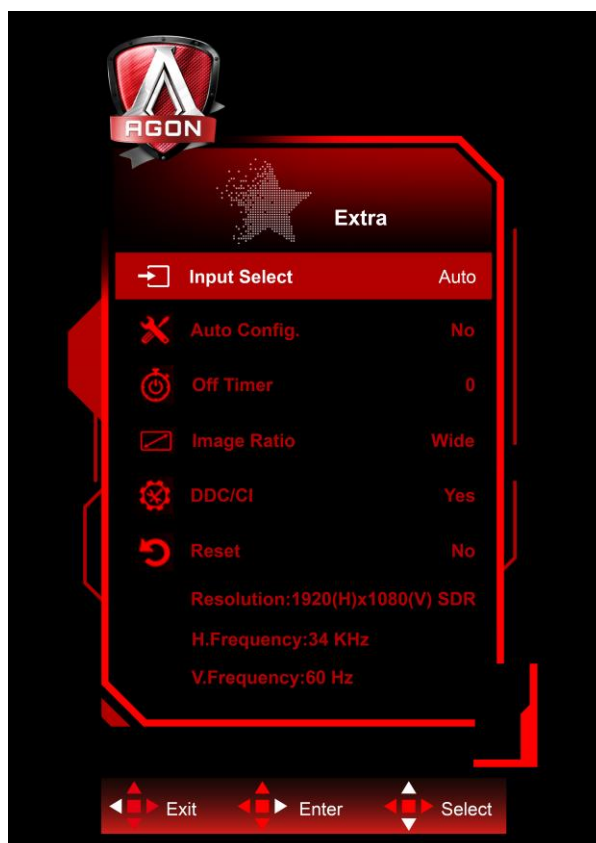 AGON
Extra
Input Select Auto
Auto Config. No
Off Timer 0
Image Ratio Wide
DDC/CI Yes
Reset No
Resolution:1920(H)x1080(V) SDR
H.Frequency:34 KHz
V.Frequency:60 Hz
Exit Enter Select